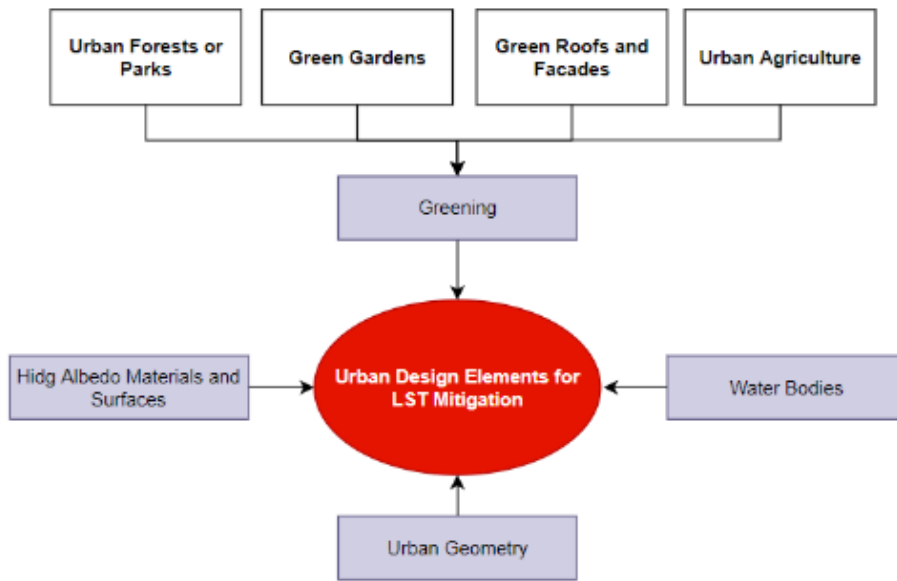 Urban Forests or
Parks
Green Gardens
Green Roofs and
Facades
Urban Agriculture
Greening
Hidg Albedo Materials and
Surfaces
Urban Design Elements for
LST Mitigation
Water Bodies
Urban Geometry